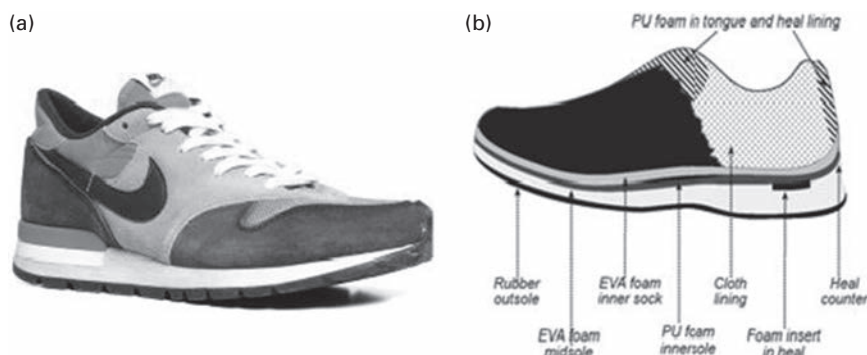 (a)
(b)
PU foam in tongue and heal lining
Rubber
outsole
EVA foam
inner sock
Cloth
lining
Heal
counter
EVA foam
midsole
PU foam
innersole
Foam insert
in heal